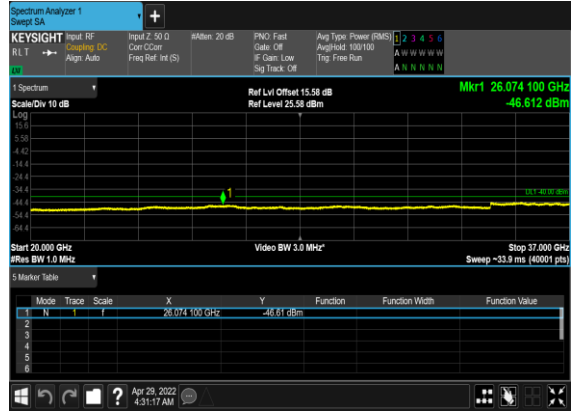 Spectrum Analyzer 1
Swept SA
+
KEYSIGHT Input: RF Input Z: 50 Ω #Atten: 20 dB PNO: Fast Avg Type: Power (RMS) 1 2 3 4 5 6
RLT Coupling: DC Corr CCorr Gate: Off Avg|Hold: 100/100 A W W W W W
Align: Auto Freq Ref: Int (S) IF Gain: Low Trig: Free Run
LV Sig Track: Off A N N N N N
1 Spectrum Ref Lvl Offset 15.58 dB Mkr1 26.074 100 GHz
Scale/Div 10 dB Ref Level 25.58 dBm -46.612 dBm
Log
15.6
5.58
-4.42
-14.4
-24.4
-34.4 1 DL1 -40.00 dBm
-44.4
-54.4
-64.4
Start 20.000 GHz Video BW 3.0 MHz* Stop 37.000 GHz
#Res BW 1.0 MHz Sweep ~33.9 ms (40001 pts)
5 Marker Table
Mode Trace Scale X Y Function Function Width Function Value
1 N 1 f 26.074 100 GHz -46.61 dBm
2
3
4
5
6
? Apr 29, 2022
4:31:17 AM